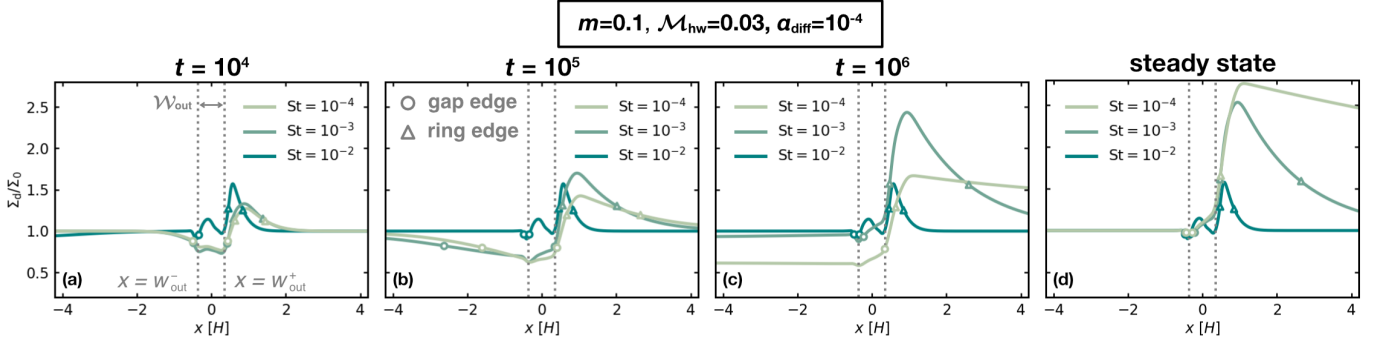 m=0.1, ℳhw=0.03, αdiff=10-4
t = 10⁴
t = 10⁵
t = 10⁶
steady state
Σd/Σ0
2.5
2.0
1.5
1.0
0.5
𝒲out
St = 10⁻⁴
St = 10⁻³
St = 10⁻²
(a)
x = w⁻out
x = w⁺out
−4
−2
0
2
4
x [H]
gap edge
ring edge
St = 10⁻⁴
St = 10⁻³
St = 10⁻²
(b)
−4
−2
0
2
4
x [H]
St = 10⁻⁴
St = 10⁻³
St = 10⁻²
(c)
−4
−2
0
2
4
x [H]
St = 10⁻⁴
St = 10⁻³
St = 10⁻²
(d)
−4
−2
0
2
4
x [H]